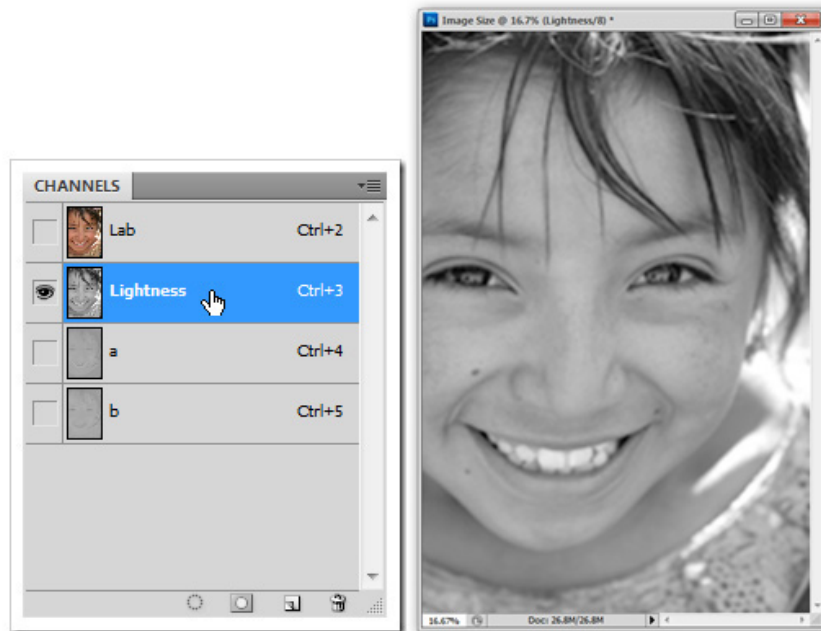 Ps Image Size @ 16.7% (Lightness/8) *
CHANNELS
Lab Ctrl+2
Lightness Ctrl+3
a Ctrl+4
b Ctrl+5
16.67% Doc: 26.8M/26.8M